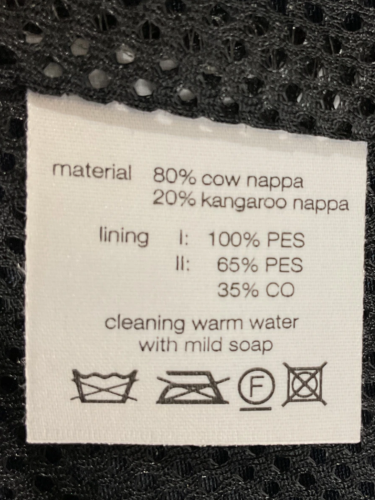 material 80% cow nappa
20% kangaroo nappa
lining I: 100% PES
II: 65% PES
35% CO
cleaning warm water
with mild soap
F